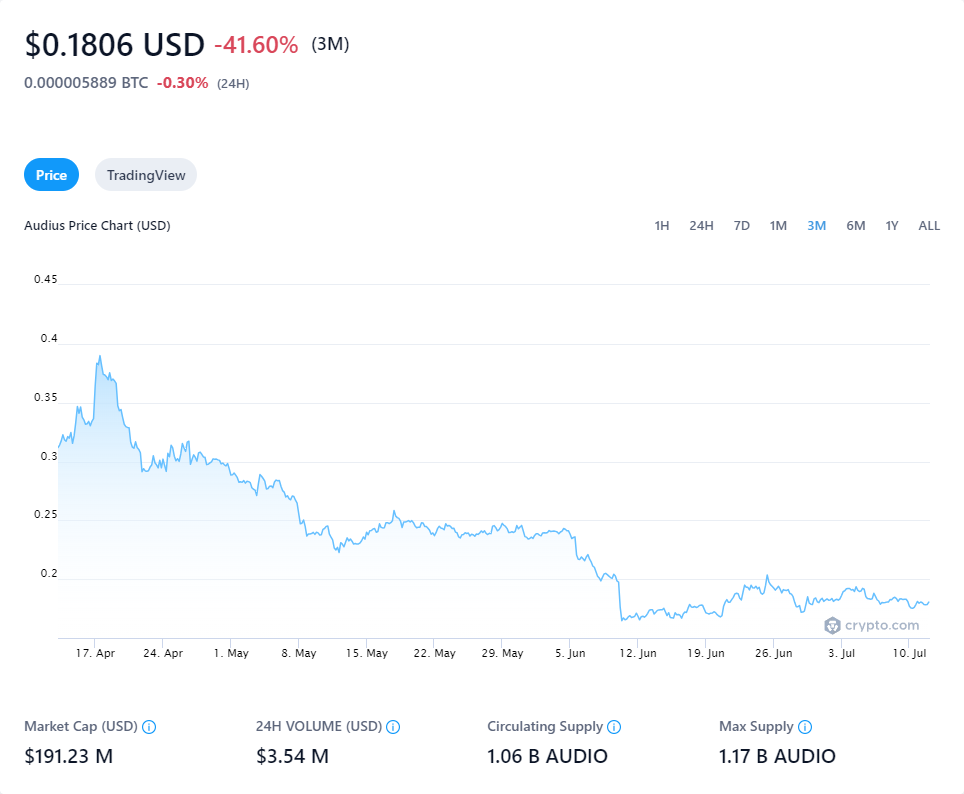 $0.1806 USD -41.60% (3M)
0.000005889 BTC -0.30% (24H)
Price TradingView
Audius Price Chart (USD) 1H 24H 7D 1M 3M 6M 1Y ALL
0.45
0.4
0.35
0.3
0.25
0.2
crypto.com
17. Apr 24. Apr 1. May 8. May 15. May 22. May 29. May 5. Jun 12. Jun 19. Jun 26. Jun 3. Jul 10. Jul
Market Cap (USD) 24H VOLUME (USD) Circulating Supply Max Supply
$191.23 M $3.54 M 1.06 B AUDIO 1.17 B AUDIO